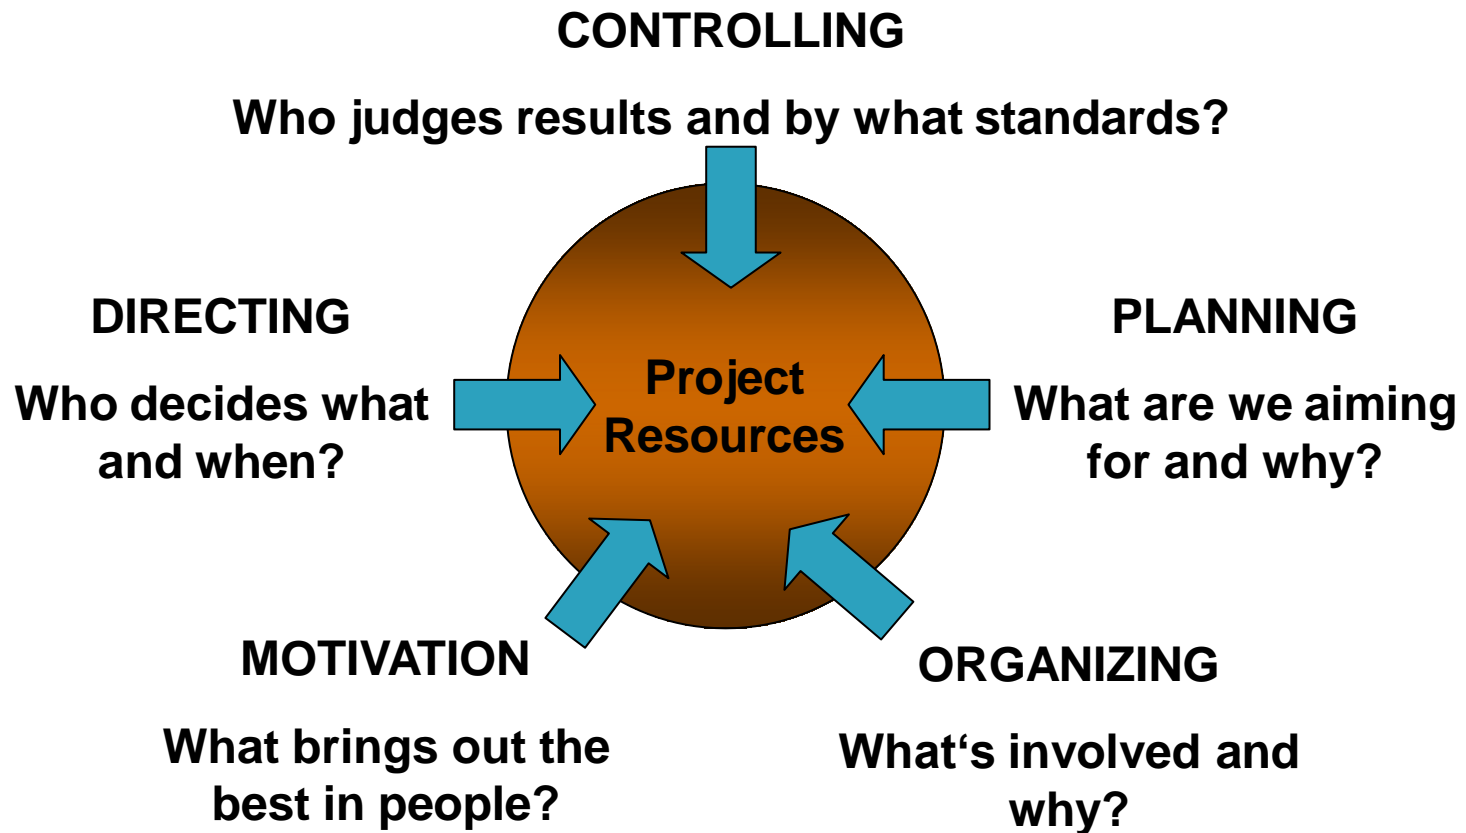 CONTROLLING
Who judges results and by what standards?
DIRECTING
Who decides what
and when?
Project
Resources
PLANNING
What are we aiming
for and why?
MOTIVATION
What brings out the
best in people?
ORGANIZING
What‘s involved and
why?